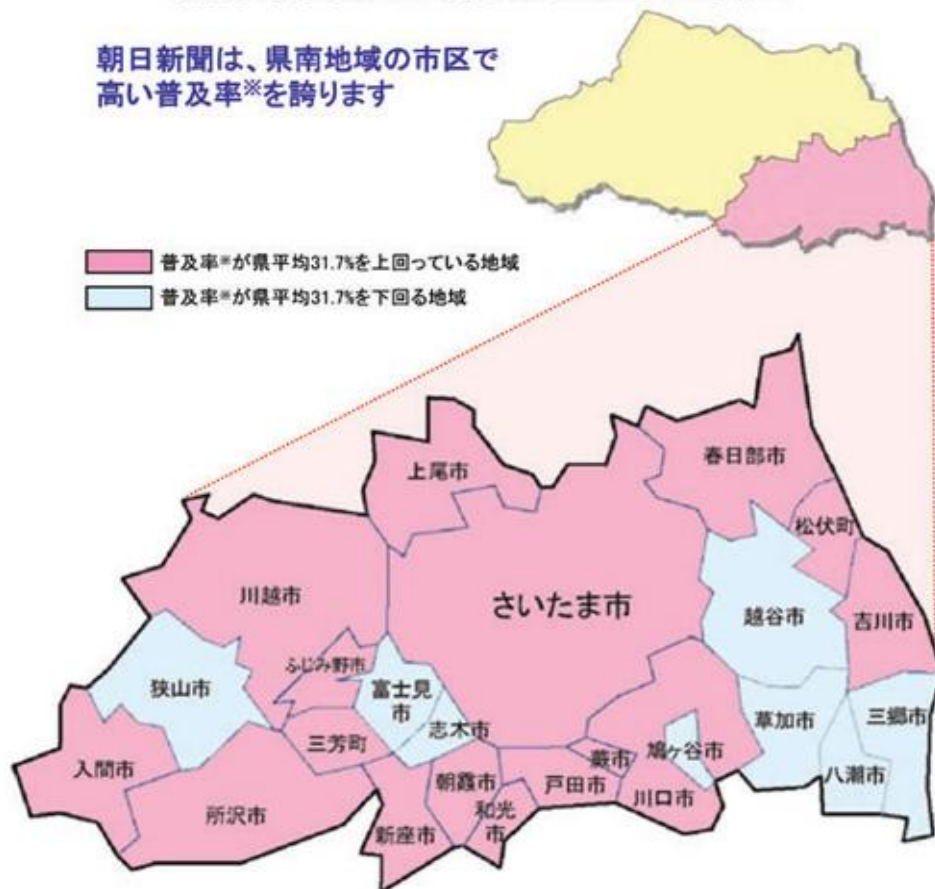 朝日新聞は、県南地域の市区で
高い普及率※を誇ります
普及率※が県平均31.7%を上回っている地域
普及率※が県平均31.7%を下回る地域
上尾市
春日部市
松伏町
川越市
さいたま市
越谷市
吉川市
ふじみ野市
狭山市
富士見
市
志木市
草加市
三郷市
三芳町
入間市
朝霞市
戸田市
蕨市
鳩ヶ谷市
八潮市
所沢市
和光
市
川口市
新座市